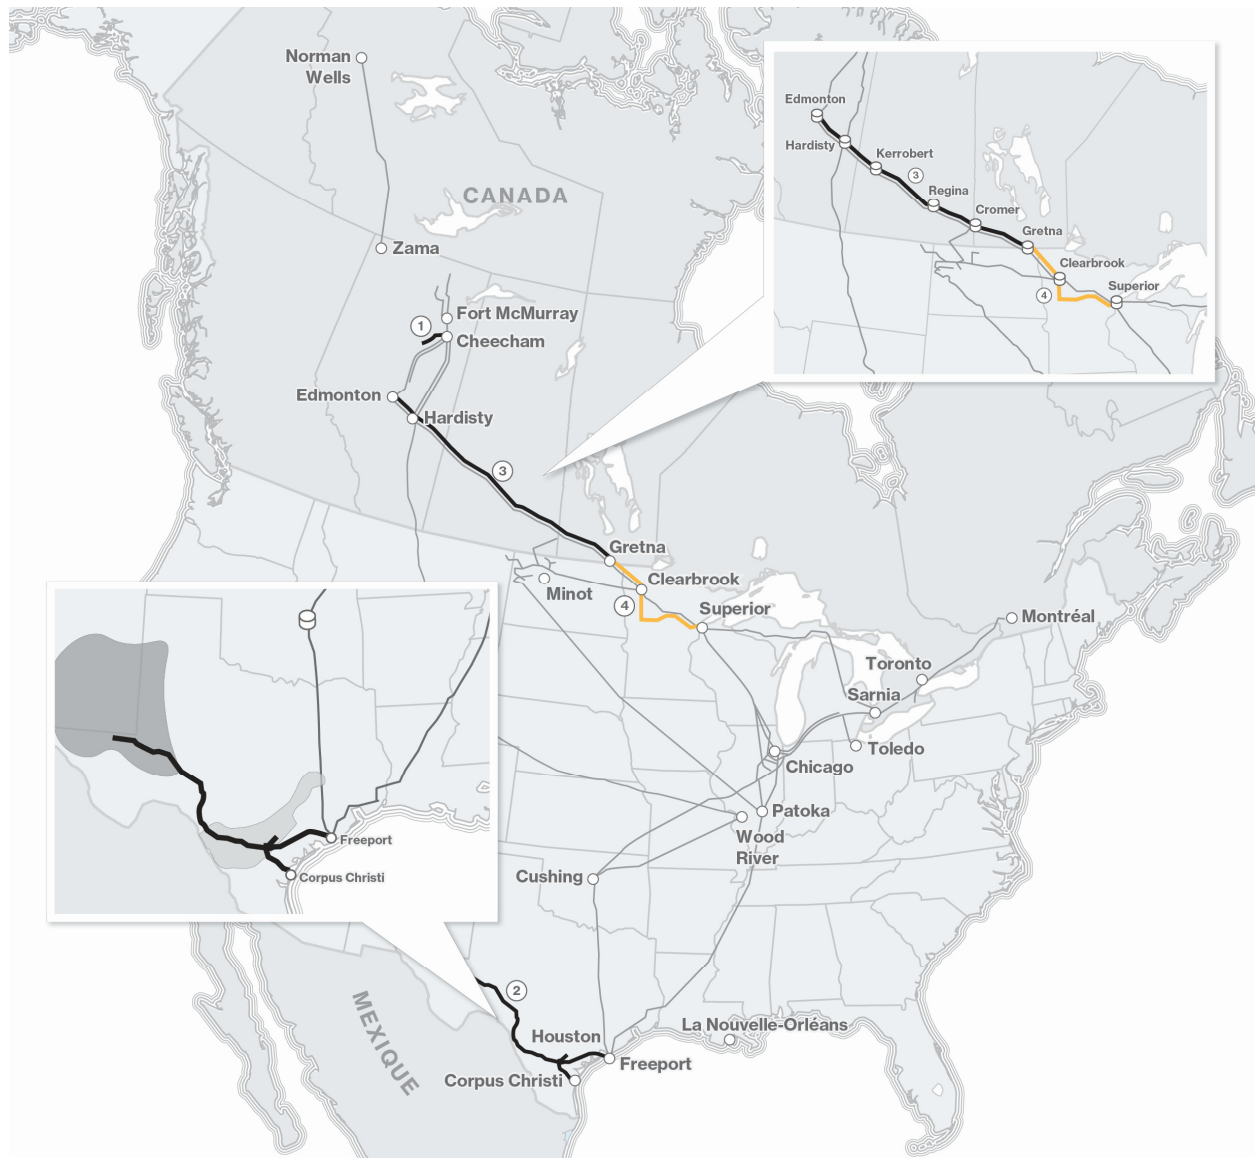 Norman
Wells
CANADA
Zama
Fort McMurray
1
Cheecham
Edmonton
Hardisty
3
Gretna
Clearbrook
Minot
4
Superior
Montréal
Toronto
Sarnia
Toledo
Chicago
Patoka
Wood
River
Cushing
2
MEXIQUE
Houston
La Nouvelle-Orléans
Freeport
Corpus Christi
Edmonton
Hardisty
Kerrobert
3
Regina
Cromer
Gretna
Clearbrook
4
Superior
Freeport
Corpus Christi